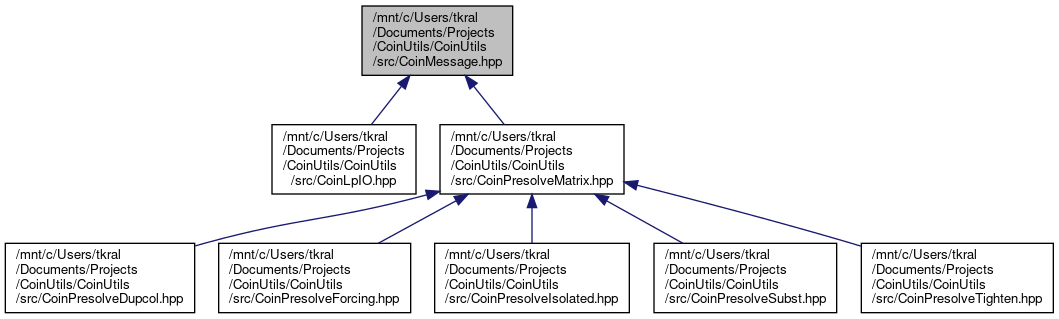 /mnt/c/Users/tkral
/Documents/Projects
/CoinUtils/CoinUtils
/src/CoinMessage.hpp
/mnt/c/Users/tkral
/Documents/Projects
/CoinUtils/CoinUtils
/src/CoinLpIO.hpp
/mnt/c/Users/tkral
/Documents/Projects
/CoinUtils/CoinUtils
/src/CoinPresolveMatrix.hpp
/mnt/c/Users/tkral
/Documents/Projects
/CoinUtils/CoinUtils
/src/CoinPresolveDupcol.hpp
/mnt/c/Users/tkral
/Documents/Projects
/CoinUtils/CoinUtils
/src/CoinPresolveForcing.hpp
/mnt/c/Users/tkral
/Documents/Projects
/CoinUtils/CoinUtils
/src/CoinPresolveIsolated.hpp
/mnt/c/Users/tkral
/Documents/Projects
/CoinUtils/CoinUtils
/src/CoinPresolveSubst.hpp
/mnt/c/Users/tkral
/Documents/Projects
/CoinUtils/CoinUtils
/src/CoinPresolveTighten.hpp